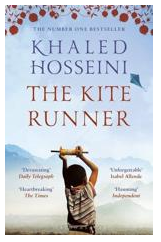 THE NUMBER ONE BESTSELLER
KHALED
HOSSEINI
THE KITE
RUNNER
‘Devastating’
Daily Telegraph
‘Unforgettable’
Isabel Allende
‘Heartbreaking’
The Times
‘Haunting’
Independent